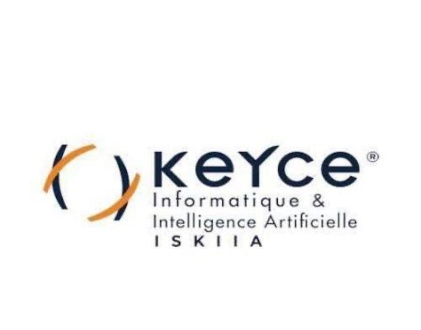 KeYce®
Informatique &
Intelligence Artificielle
ISKIIA